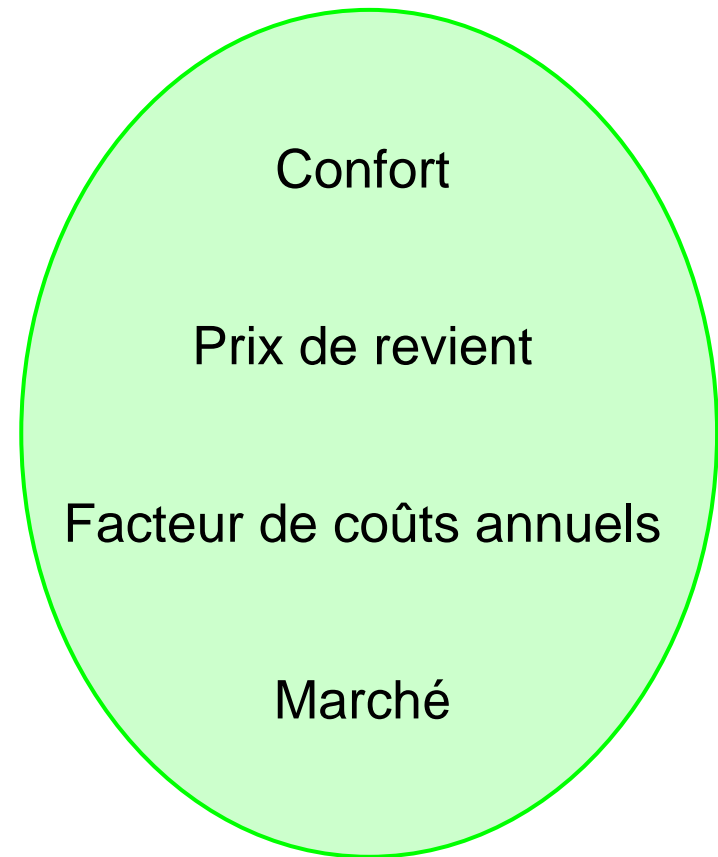 Confort
Prix de revient
Facteur de coûts annuels
Marché